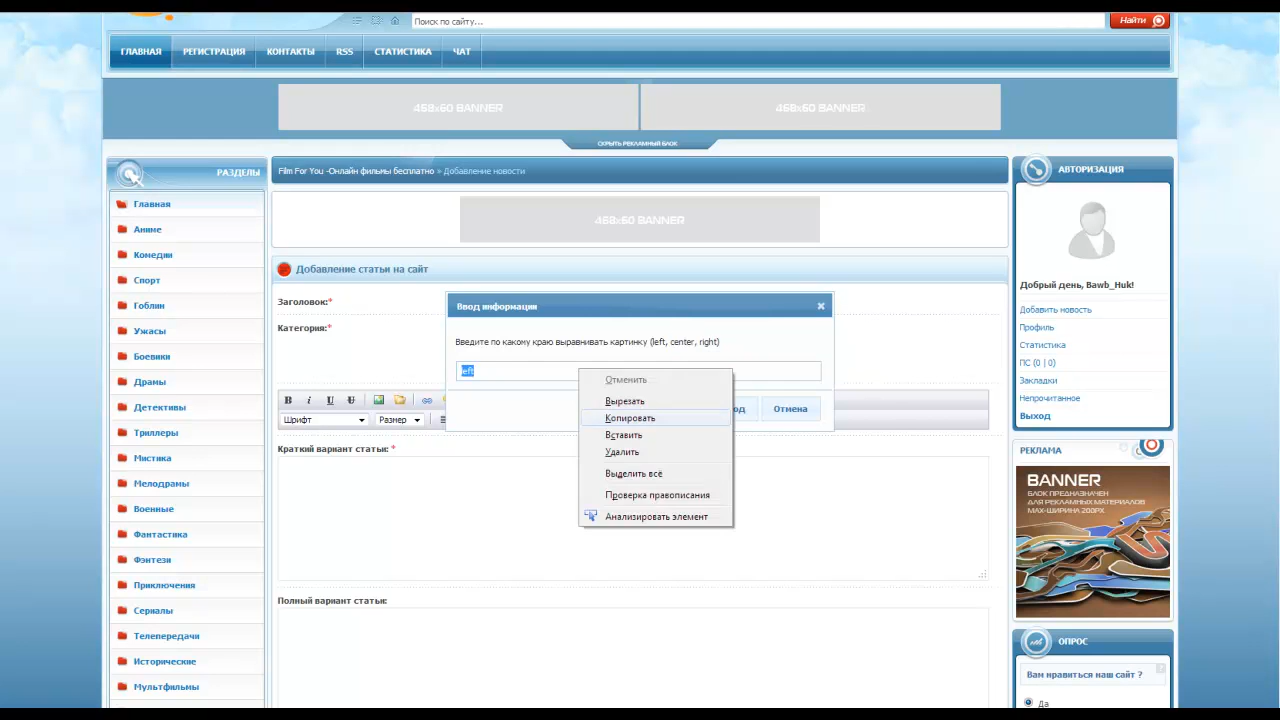 Поиск по сайту...
Найти
ГЛАВНАЯ
РЕГИСТРАЦИЯ
КОНТАКТЫ
RSS
СТАТИСТИКА
ЧАТ
468x60 BANNER
468x60 BANNER
СКРЫТЬ РЕКЛАМНЫЙ БЛОК
РАЗДЕЛЫ
Главная
Аниме
Комедии
Спорт
Гоблин
Ужасы
Боевики
Драмы
Детективы
Триллеры
Мистика
Мелодрамы
Военные
Фантастика
Фэнтези
Приключения
Сериалы
Телепередачи
Исторические
Мультфильмы
Film For You -Онлайн фильмы бесплатно » Добавление новости
468x60 BANNER
Добавление статьи на сайт
Заголовок:*
Категория:*
Ввод информации
Введите по какому краю выравнивать картинку (left, center, right)
left
Отмена
Отменить
Вырезать
Копировать
Вставить
Удалить
Выделить всё
Проверка правописания
Анализировать элемент
B i U
Шрифт
Размер
Краткий вариант статьи: *
Полный вариант статьи:
АВТОРИЗАЦИЯ
Добрый день, Bawb_Huk!
Добавить новость
Профиль
Статистика
ПС (0 | 0)
Закладки
Непрочитанное
Выход
РЕКЛАМА
BANNER
БЛОК ПРЕДНАЗНАЧЕН
ДЛЯ РЕКЛАМНЫХ МАТЕРИАЛОВ
MAX-ШИРИНА 200PX
ОПРОС
Вам нравиться наш сайт ?
Да